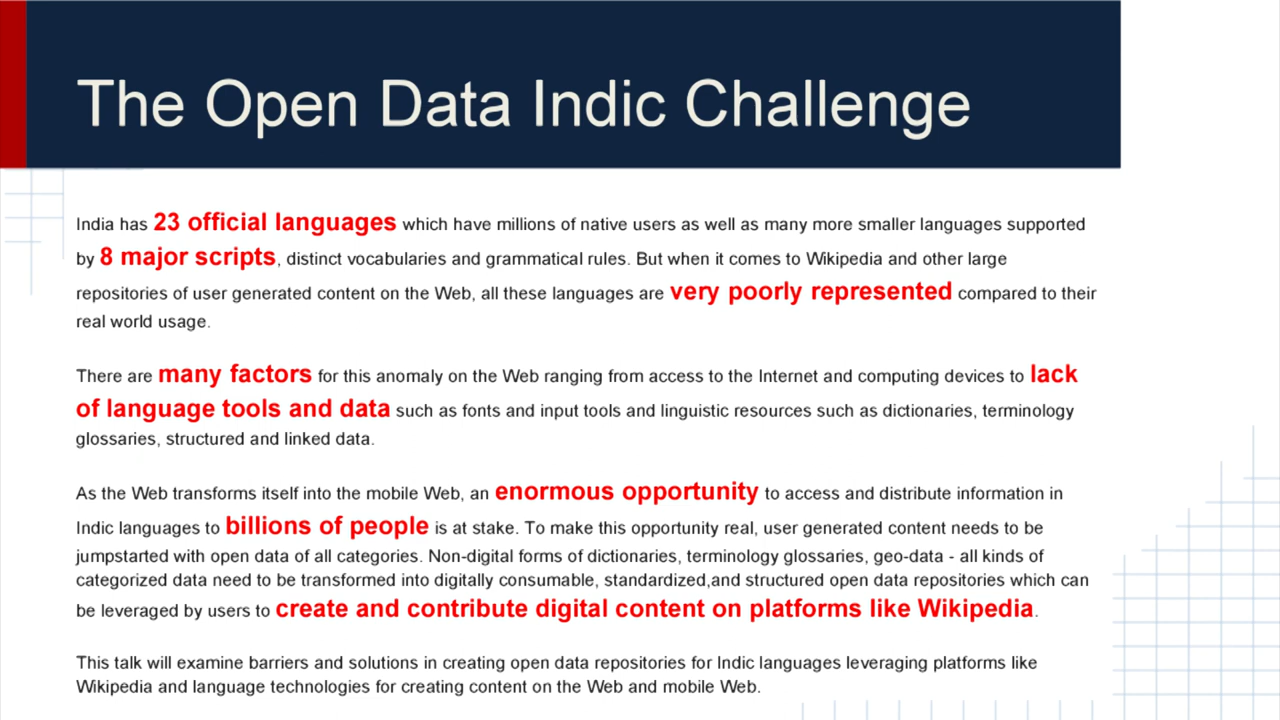 The Open Data Indic Challenge
India has 23 official languages which have millions of native users as well as many more smaller languages supported
by 8 major scripts, distinct vocabularies and grammatical rules. But when it comes to Wikipedia and other large
repositories of user generated content on the Web, all these languages are very poorly represented compared to their
real world usage.
There are many factors for this anomaly on the Web ranging from access to the Internet and computing devices to lack
of language tools and data such as fonts and input tools and linguistic resources such as dictionaries, terminology
glossaries, structured and linked data.
As the Web transforms itself into the mobile Web, an enormous opportunity to access and distribute information in
Indic languages to billions of people is at stake. To make this opportunity real, user generated content needs to be
jumpstarted with open data of all categories. Non-digital forms of dictionaries, terminology glossaries, geo-data - all kinds of
categorized data need to be transformed into digitally consumable, standardized,and structured open data repositories which can
be leveraged by users to create and contribute digital content on platforms like Wikipedia.
This talk will examine barriers and solutions in creating open data repositories for Indic languages leveraging platforms like
Wikipedia and language technologies for creating content on the Web and mobile Web.